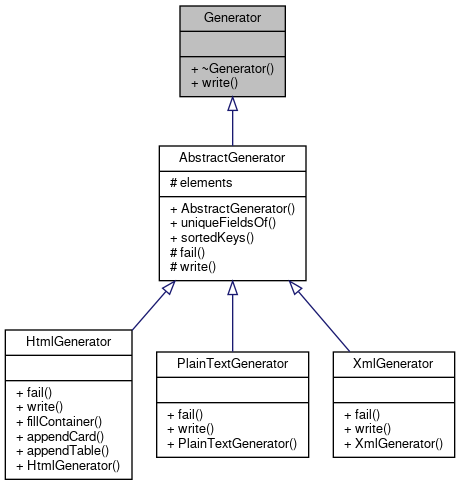 Generator
+ ~Generator()
+ write()
AbstractGenerator
# elements
+ AbstractGenerator()
+ uniqueFieldsOf()
+ sortedKeys()
# fail()
# write()
HtmlGenerator
+ fail()
+ write()
+ fillContainer()
+ appendCard()
+ appendTable()
+ HtmlGenerator()
PlainTextGenerator
+ fail()
+ write()
+ PlainTextGenerator()
XmlGenerator
+ fail()
+ write()
+ XmlGenerator()